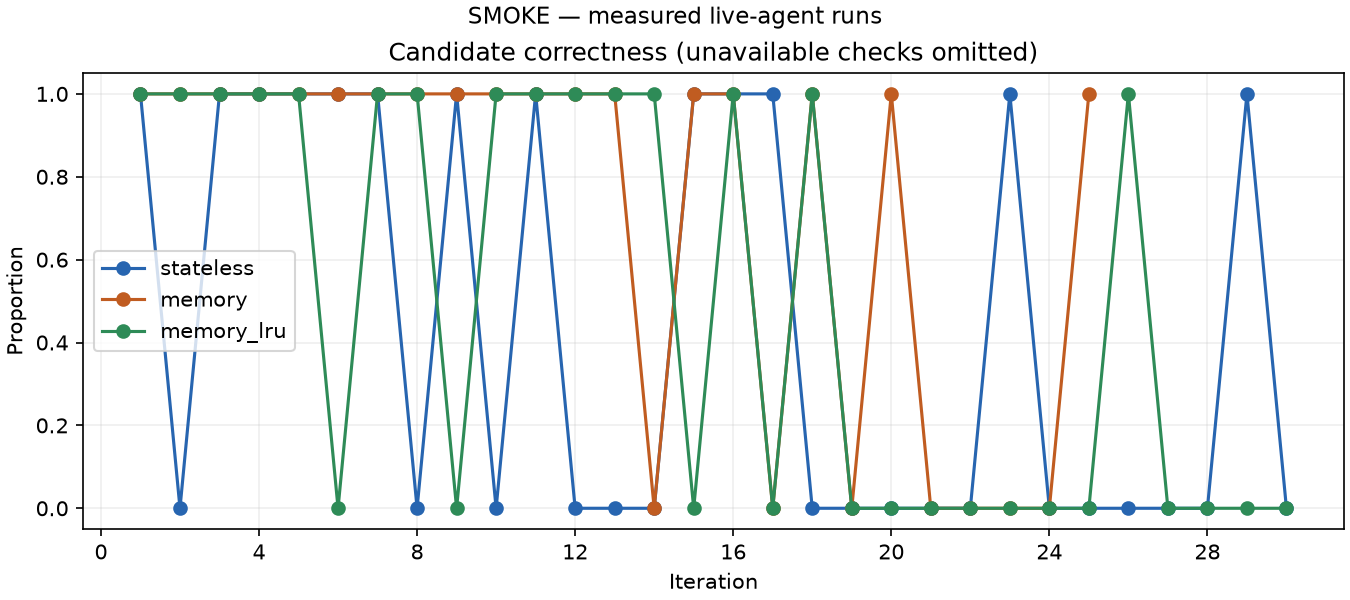 SMOKE — measured live-agent runs
Candidate correctness (unavailable checks omitted)
1.0
0.8
0.6
0.4
0.2
0.0
Proportion
stateless
memory
memory_lru
0 4 8 12 16 20 24 28
Iteration